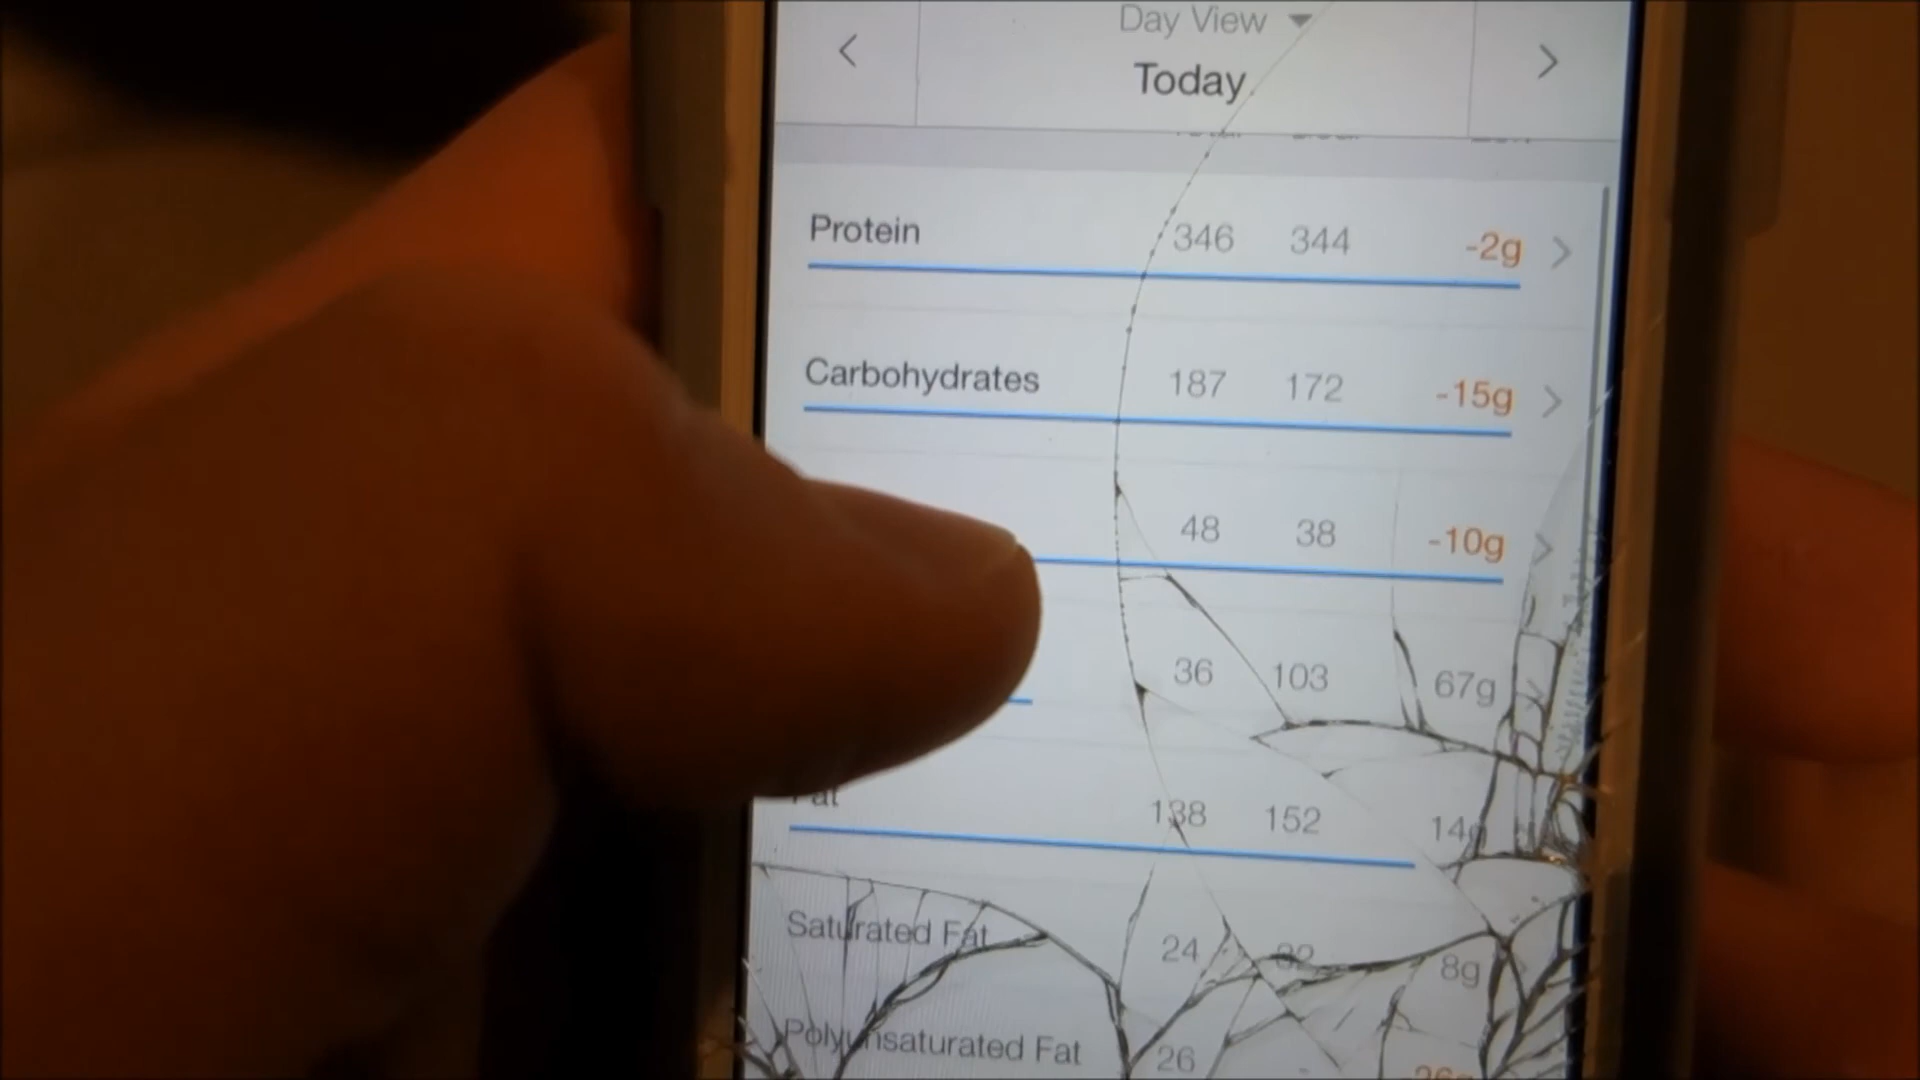 Day View
Today
Protein 346 344 -2g
Carbohydrates 187 172 -15g
48 38 -10g
36 103 67g
138 152 14g
Saturated Fat 24 8g
Polyunsaturated Fat 26